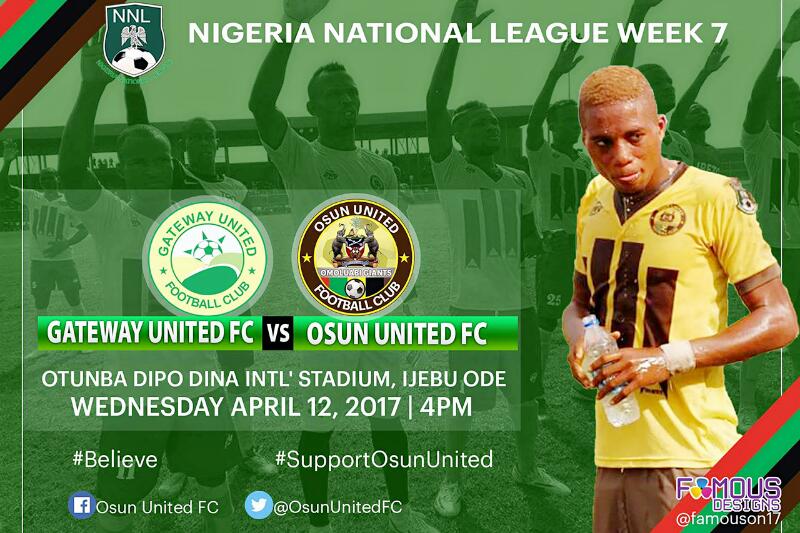 NNL
NIGERIA NATIONAL LEAGUE WEEK 7
GATEWAY UNITED
FOOTBALL CLUB
OSUN UNITED
OMOLUABI GIANTS
FOOTBALL CLUB
GATEWAY UNITED FC VS OSUN UNITED FC
OTUNBA DIPO DINA INTL' STADIUM, IJEBU ODE
WEDNESDAY APRIL 12, 2017 | 4PM
#Believe #SupportOsunUnited
Osun United FC @OsunUnitedFC
FAMOUS
DESIGNS
@famouson17